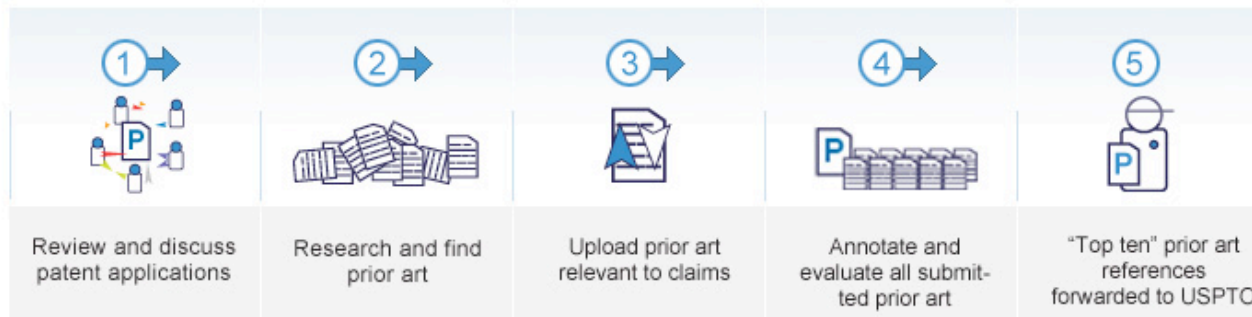 1
2
3
4
5
P
P
P
Review and discuss
patent applications
Research and find
prior art
Upload prior art
relevant to claims
Annotate and
evaluate all submit-
ted prior art
“Top ten” prior art
references
forwarded to USPTO